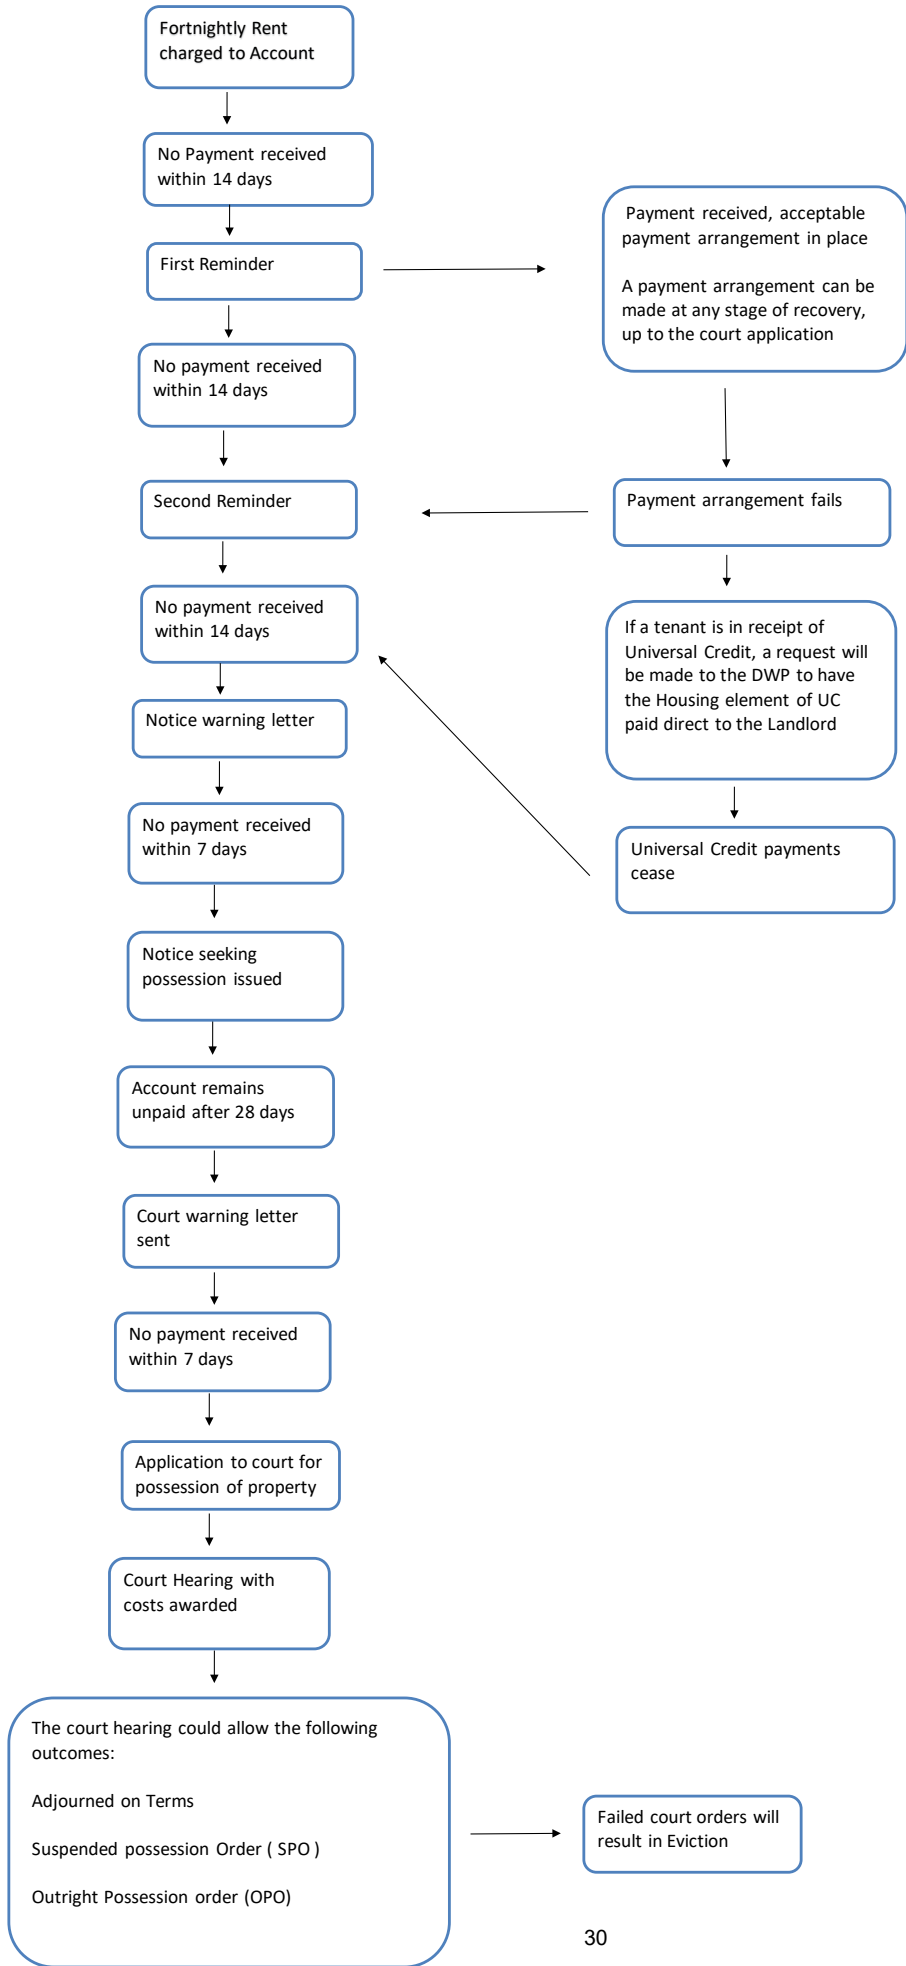 Fortnightly Rent
charged to Account
No Payment received
within 14 days
First Reminder
Payment received, acceptable
payment arrangement in place
A payment arrangement can be
made at any stage of recovery,
up to the court application
No payment received
within 14 days
Second Reminder
Payment arrangement fails
No payment received
within 14 days
If a tenant is in receipt of
Universal Credit, a request will
be made to the DWP to have
the Housing element of UC
paid direct to the Landlord
Notice warning letter
No payment received
within 7 days
Universal Credit payments
cease
Notice seeking
possession issued
Account remains
unpaid after 28 days
Court warning letter
sent
No payment received
within 7 days
Application to court for
possession of property
Court Hearing with
costs awarded
The court hearing could allow the following
outcomes:
Adjourned on Terms
Suspended possession Order ( SPO )
Outright Possession order (OPO)
Failed court orders will
result in Eviction
30